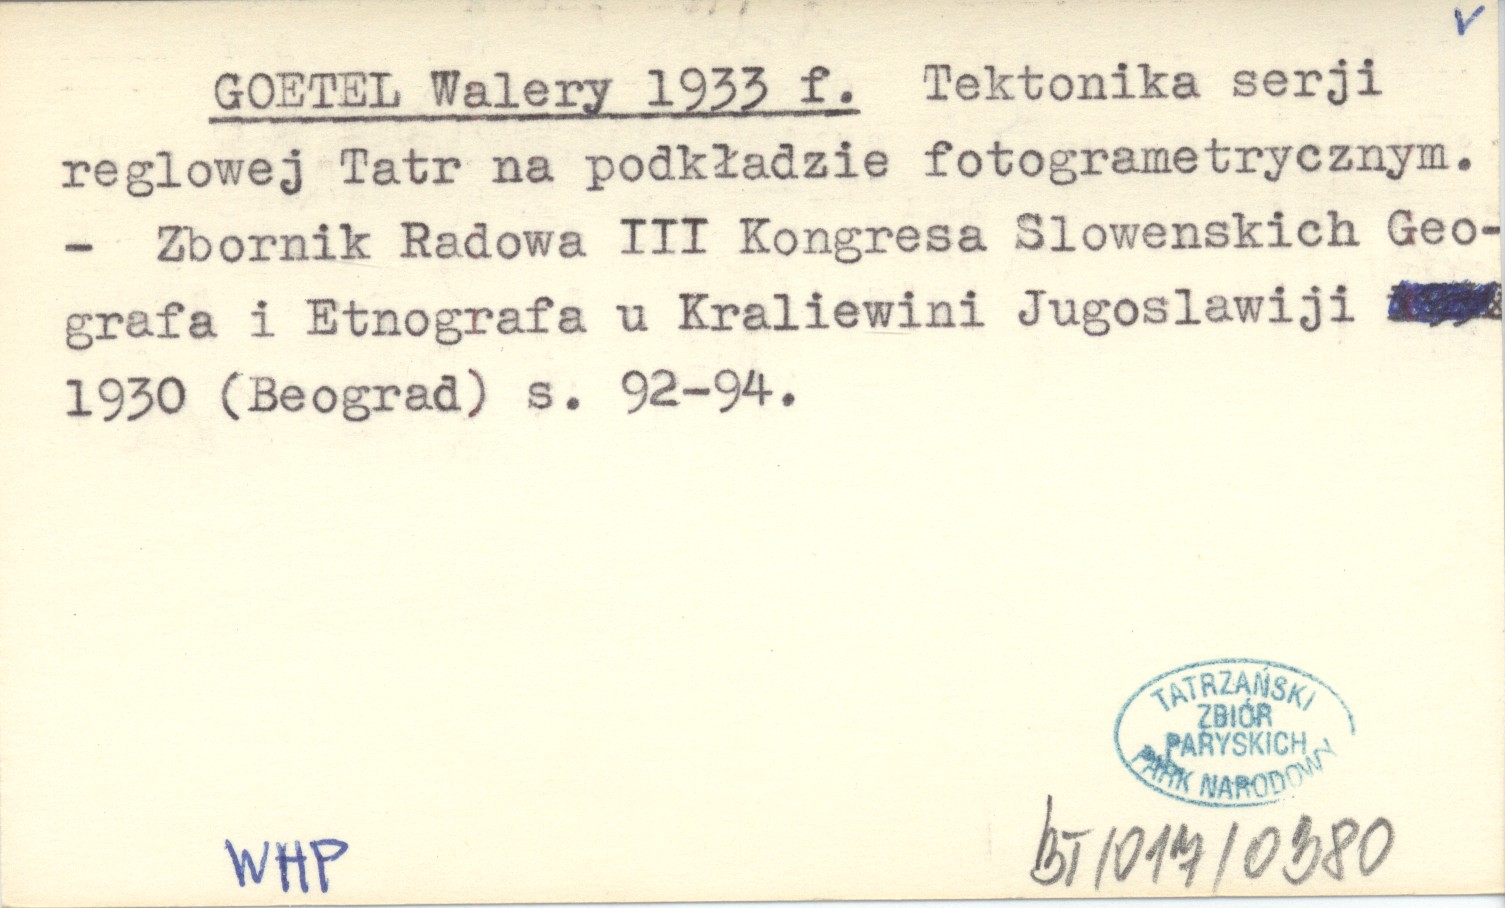 v
GOETEL Walery 1933 f. Tektonika serji
reglowej Tatr na podkładzie fotogrametrycznym.
- Zbornik Radowa III Kongresa Slowenskich Geo-
grafa i Etnografa u Kraliewini Jugoslawiji
1930 (Beograd) s. 92-94.
TATRZAŃSKI
ZBIÓR
PARYSKICH
PARK NARODOWY
WHP
BT/017/0380